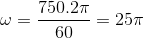 ω = 750.2π/60 = 25π